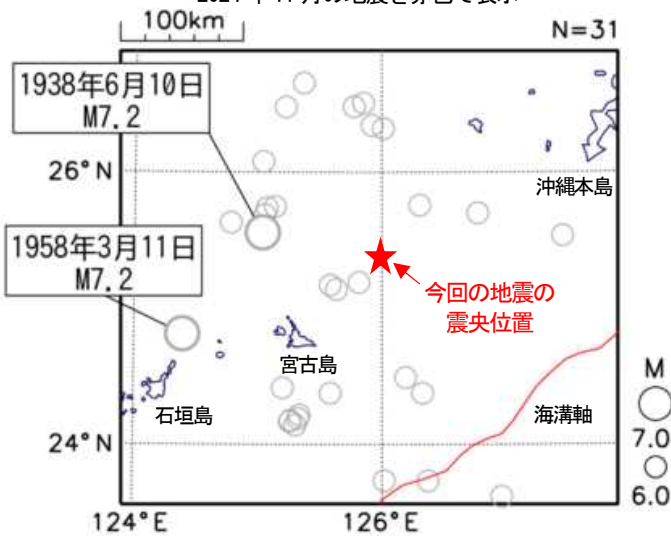 100km
N=31
1938年6月10日
M7.2
26°N
沖縄本島
1958年3月11日
M7.2
今回の地震の
震央位置
宮古島
石垣島
海溝軸
M
7.0
6.0
24°N
124°E
126°E